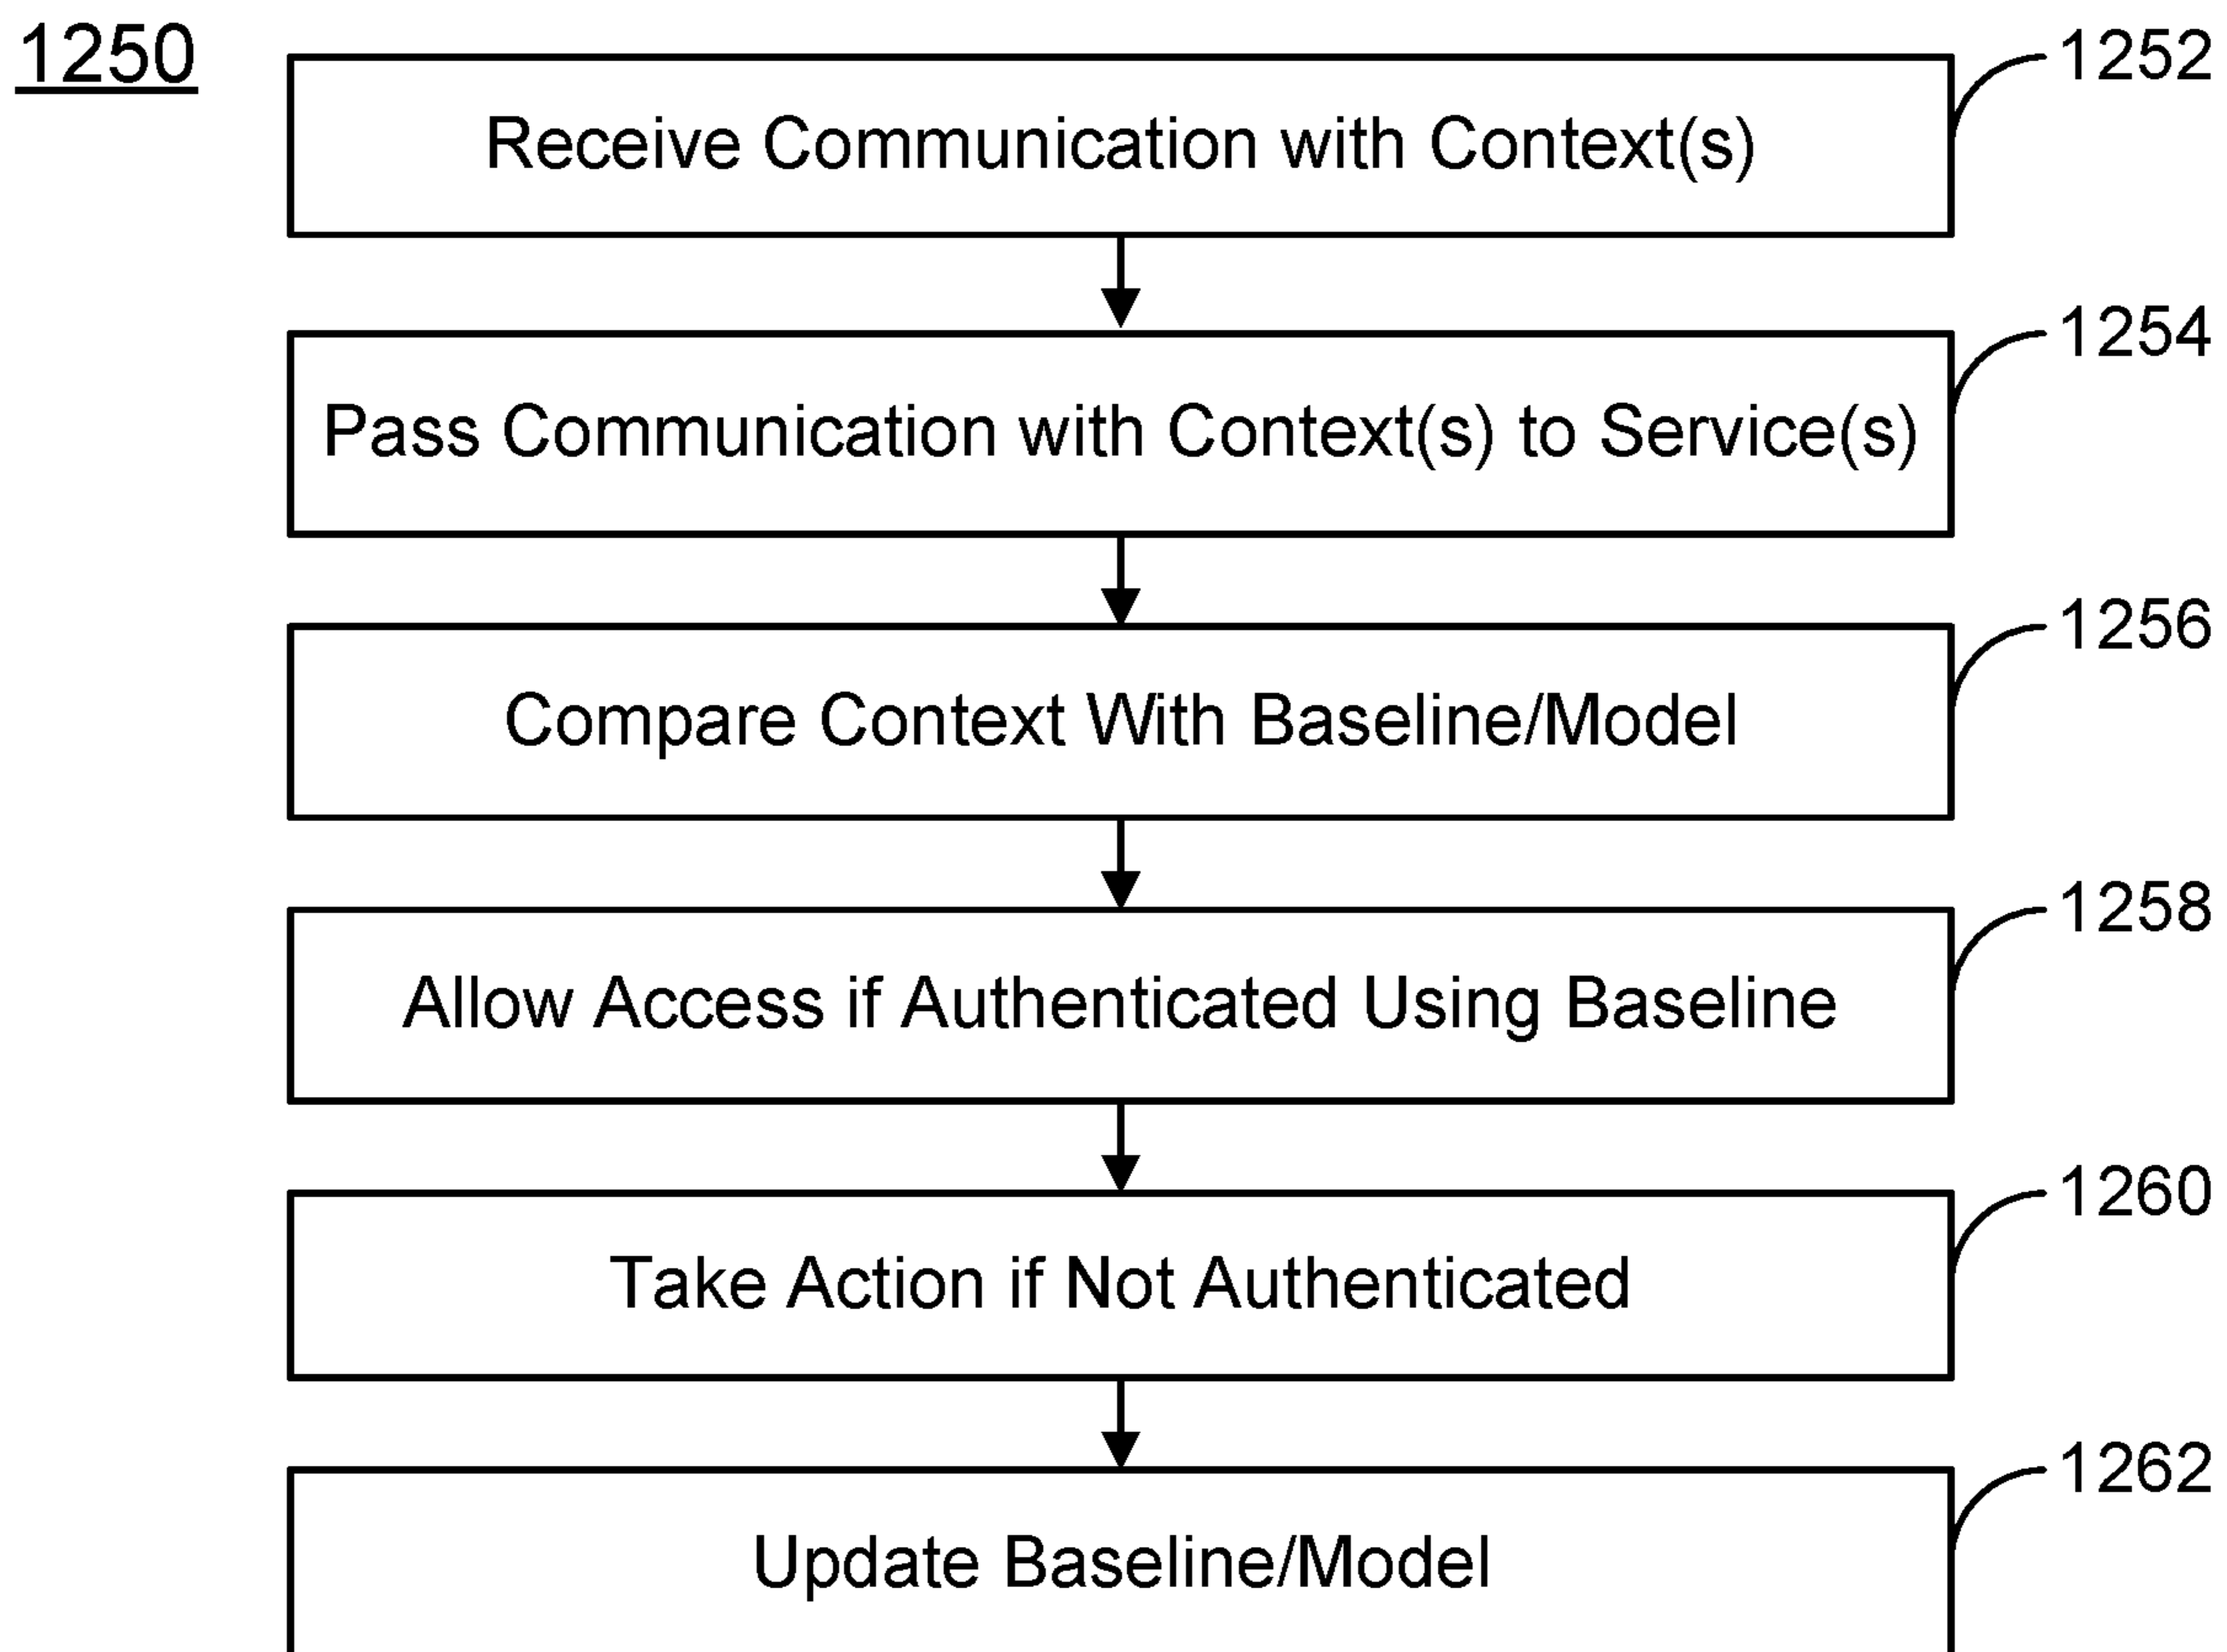 1250
1252
Receive Communication with Context(s)
1254
Pass Communication with Context(s) to Service(s)
1256
Compare Context With Baseline/Model
1258
Allow Access if Authenticated Using Baseline
1260
Take Action if Not Authenticated
1262
Update Baseline/Model